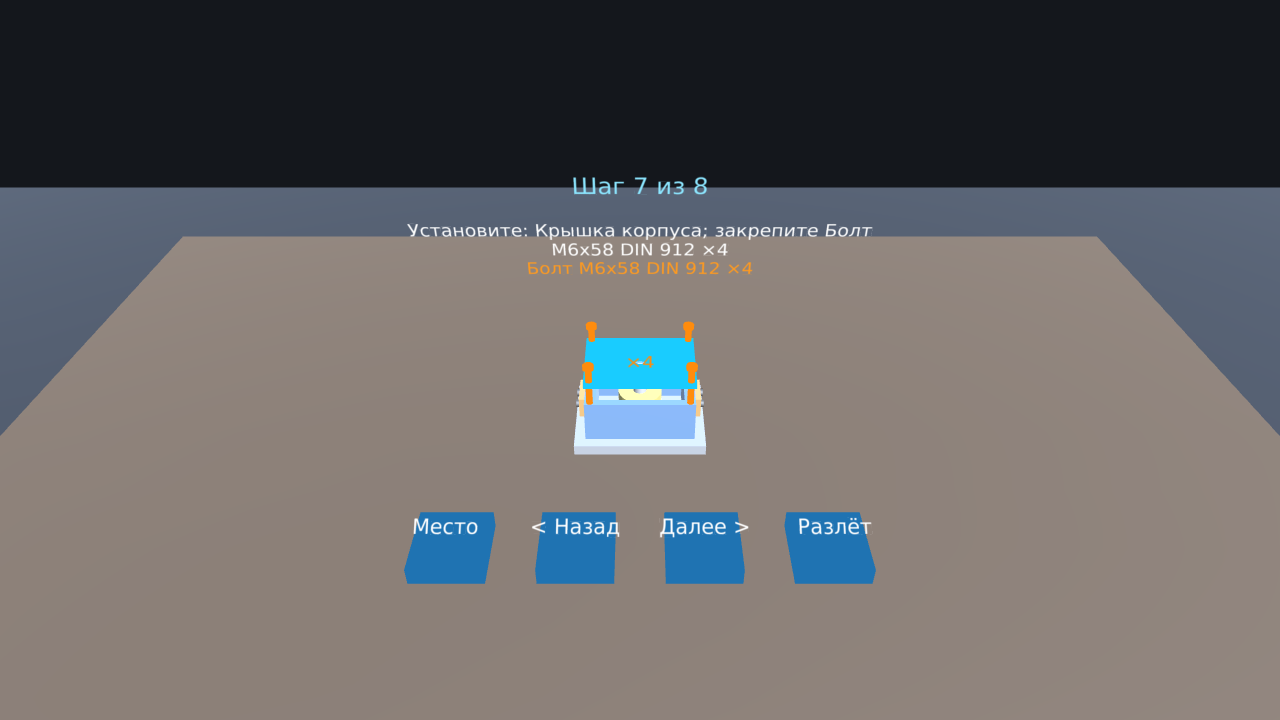 Шаг 7 из 8
Установите: Крышка корпуса; закрепите Болт
M6x58 DIN 912 ×4
Болт M6x58 DIN 912 ×4
×4
Место
< Назад
Далее >
Разлёт